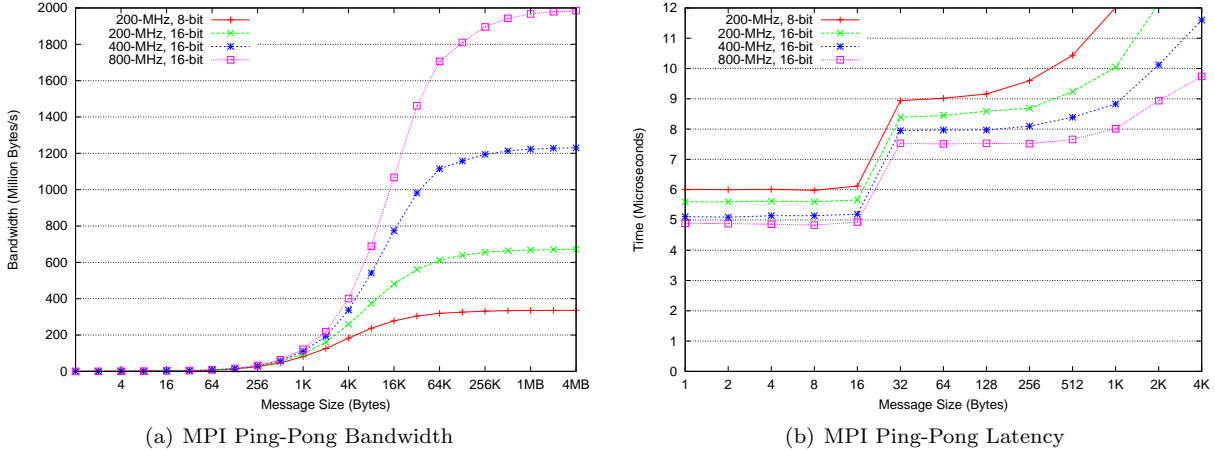 2000
1800
1600
1400
1200
1000
800
600
400
200
0
Bandwidth (Million Bytes/s)
200-MHz, 8-bit
200-MHz, 16-bit
400-MHz, 16-bit
800-MHz, 16-bit
4 16 64 256 1K 4K 16K 64K 256K 1MB 4MB
Message Size (Bytes)
(a) MPI Ping-Pong Bandwidth
12
11
10
9
8
7
6
5
4
3
2
1
0
Time (Microseconds)
200-MHz, 8-bit
200-MHz, 16-bit
400-MHz, 16-bit
800-MHz, 16-bit
1 2 4 8 16 32 64 128 256 512 1K 2K 4K
Message Size (Bytes)
(b) MPI Ping-Pong Latency